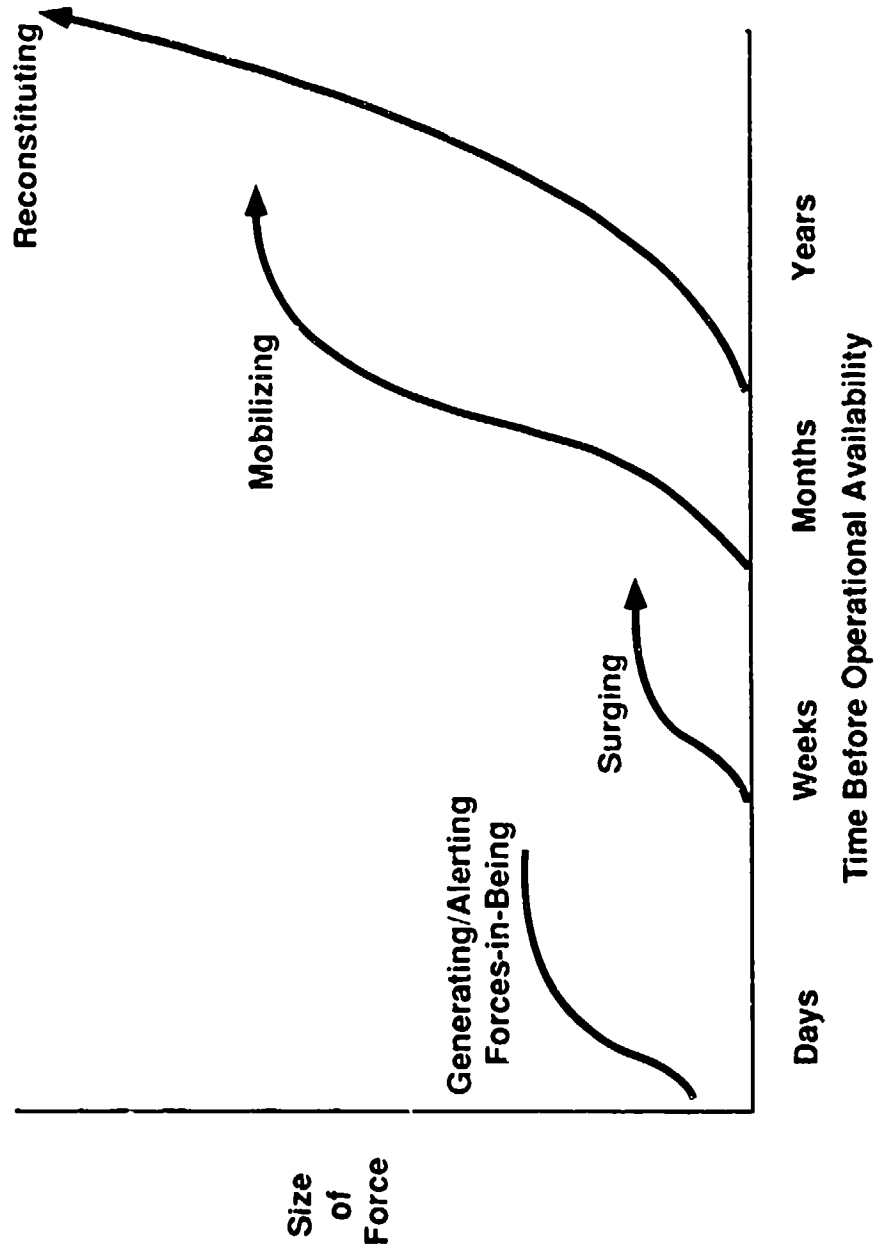 Reconstituting
Mobilizing
Surging
Generating/Alerting
Forces-in-Being
Size
of
Force
Days
Weeks
Months
Years
Time Before Operational Availability